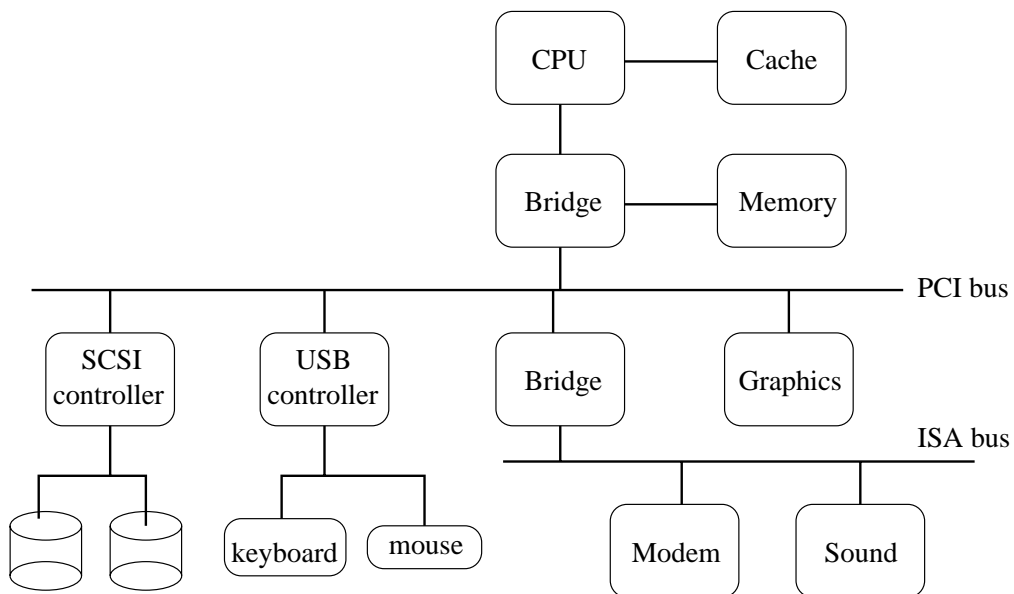 CPU
Cache
Bridge
Memory
PCI bus
SCSI
controller
USB
controller
Bridge
Graphics
ISA bus
keyboard
mouse
Modem
Sound